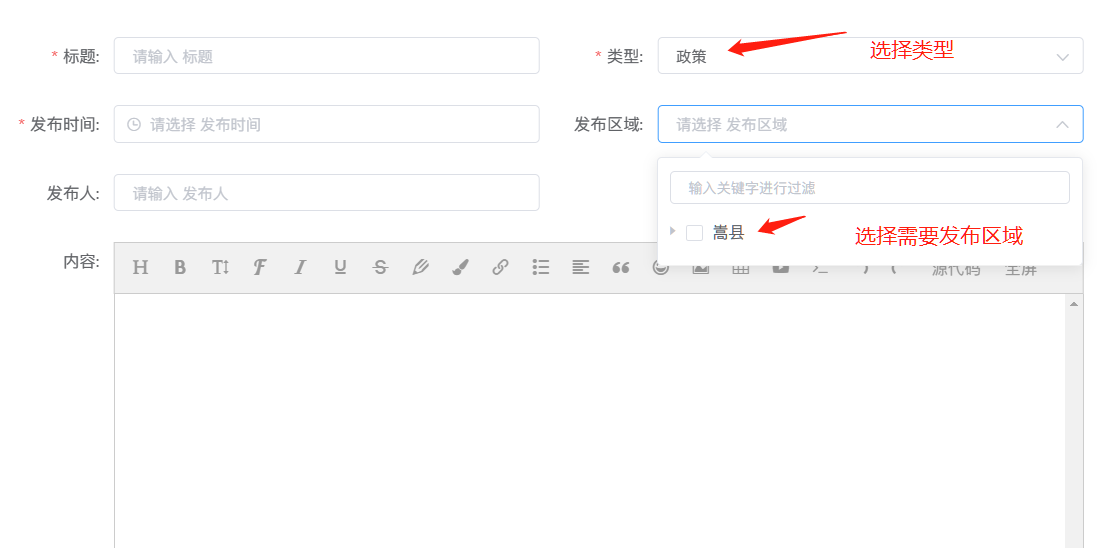 * 标题: 请输入 标题
* 类型: 政策 选择类型
* 发布时间: 请选择 发布时间
发布区域: 请选择 发布区域
发布人: 请输入 发布人
输入关键字进行过滤
嵩县 选择需要发布区域
内容:
源代码 全屏